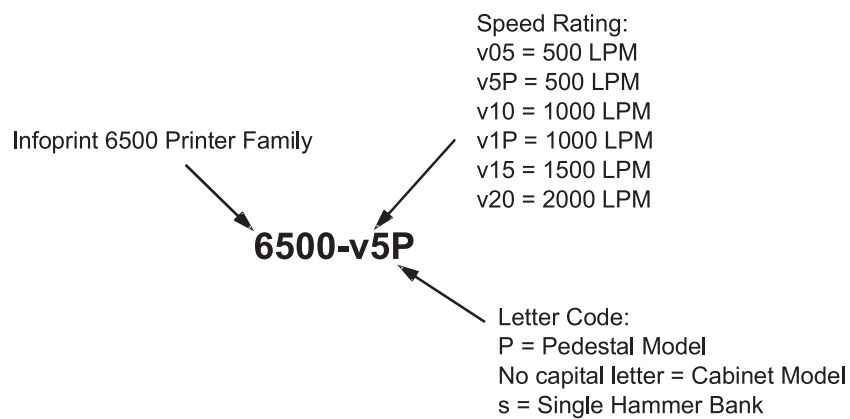 Speed Rating:
v05 = 500 LPM
v5P = 500 LPM
v10 = 1000 LPM
v1P = 1000 LPM
v15 = 1500 LPM
v20 = 2000 LPM
Infoprint 6500 Printer Family
6500-v5P
Letter Code:
P = Pedestal Model
No capital letter = Cabinet Model
s = Single Hammer Bank